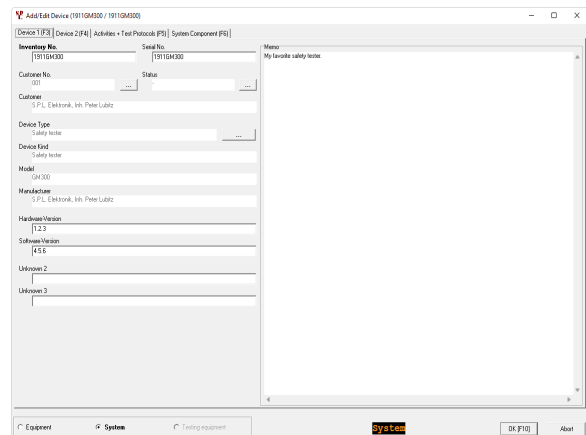 Add/Edit Device (1911GM300 / 1911GM300)
Device 1 (F3) Device 2 (F4) Activities + Test Protocols (F5) System Component (F6)
Inventory No. Serial No.
1911GM300 1911GM300
Customer No. Status
001 ... ...
Customer
S.P.L. Elektronik, Inh. Peter Lubitz
Device Type
Safety tester ...
Device Kind
Safety tester
Model
GM300
Manufacturer
S.P.L. Elektronik, Inh. Peter Lubitz
Hardware-Version
1.2.3
Software-Version
4.5.6
Unknown 2
Unknown 3
Memo
My favorite safety tester.
Equipment System Testing equipment
System
OK (F10) Abort